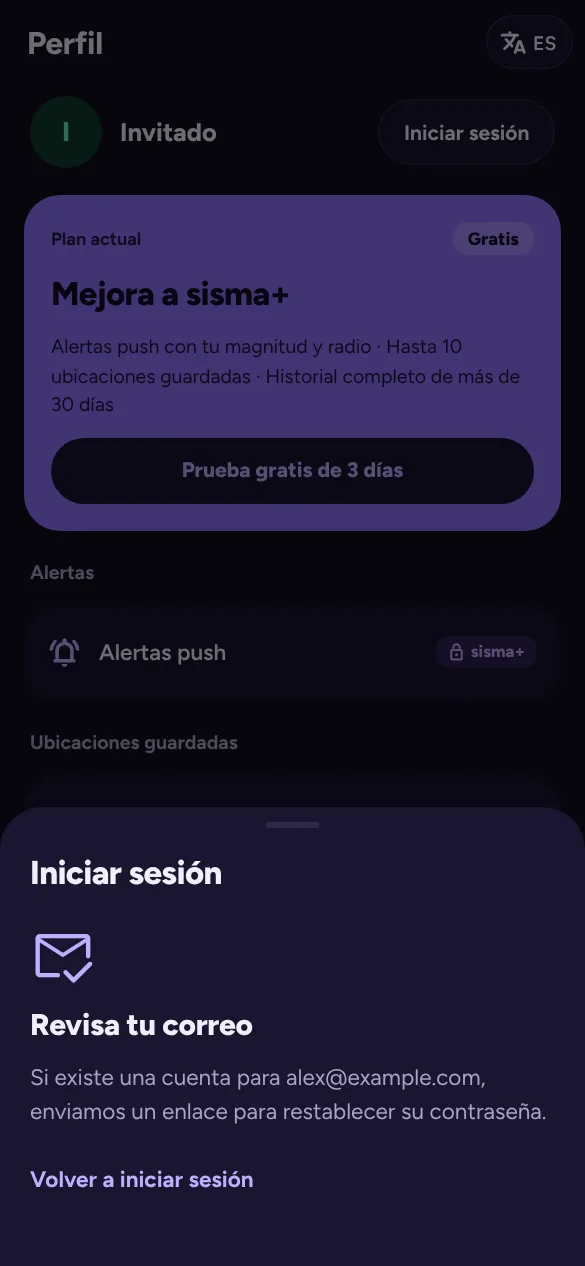 Perfil
ES
I
Invitado
Iniciar sesión
Plan actual
Gratis
Mejora a sisma+
Alertas push con tu magnitud y radio · Hasta 10
ubicaciones guardadas · Historial completo de más de
30 días
Prueba gratis de 3 días
Alertas
Alertas push
sisma+
Ubicaciones guardadas
Iniciar sesión
Revisa tu correo
Si existe una cuenta para alex@example.com,
enviamos un enlace para restablecer su contraseña.
Volver a iniciar sesión